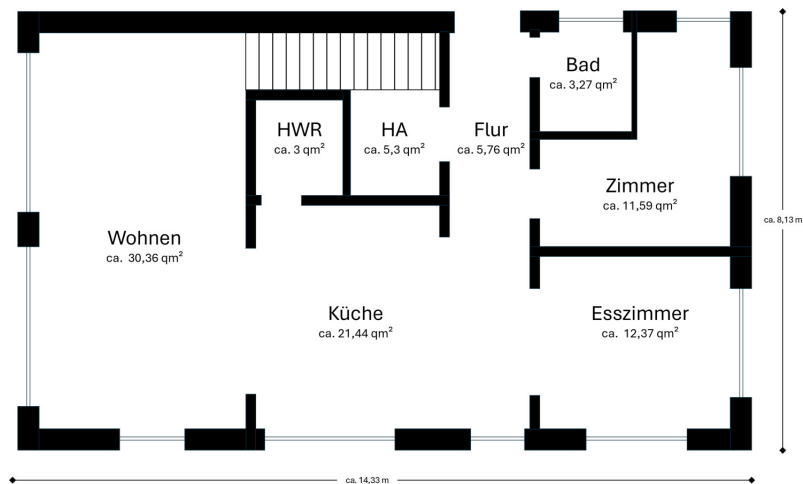 Bad
ca. 3,27 qm²
HWR
ca. 3 qm²
HA
ca. 5,3 qm²
Flur
ca. 5,76 qm²
Zimmer
ca. 11,59 qm²
ca. 8,13 m
Wohnen
ca. 30,36 qm²
Küche
ca. 21,44 qm²
Esszimmer
ca. 12,37 qm²
ca. 14,33 m